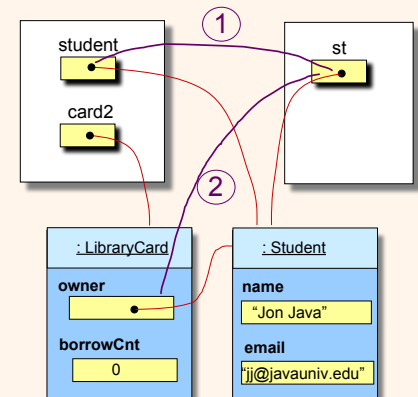 1
student
st
card2
2
: LibraryCard
: Student
owner
name
“Jon Java”
borrowCnt
email
0
“jj@javauniv.edu”